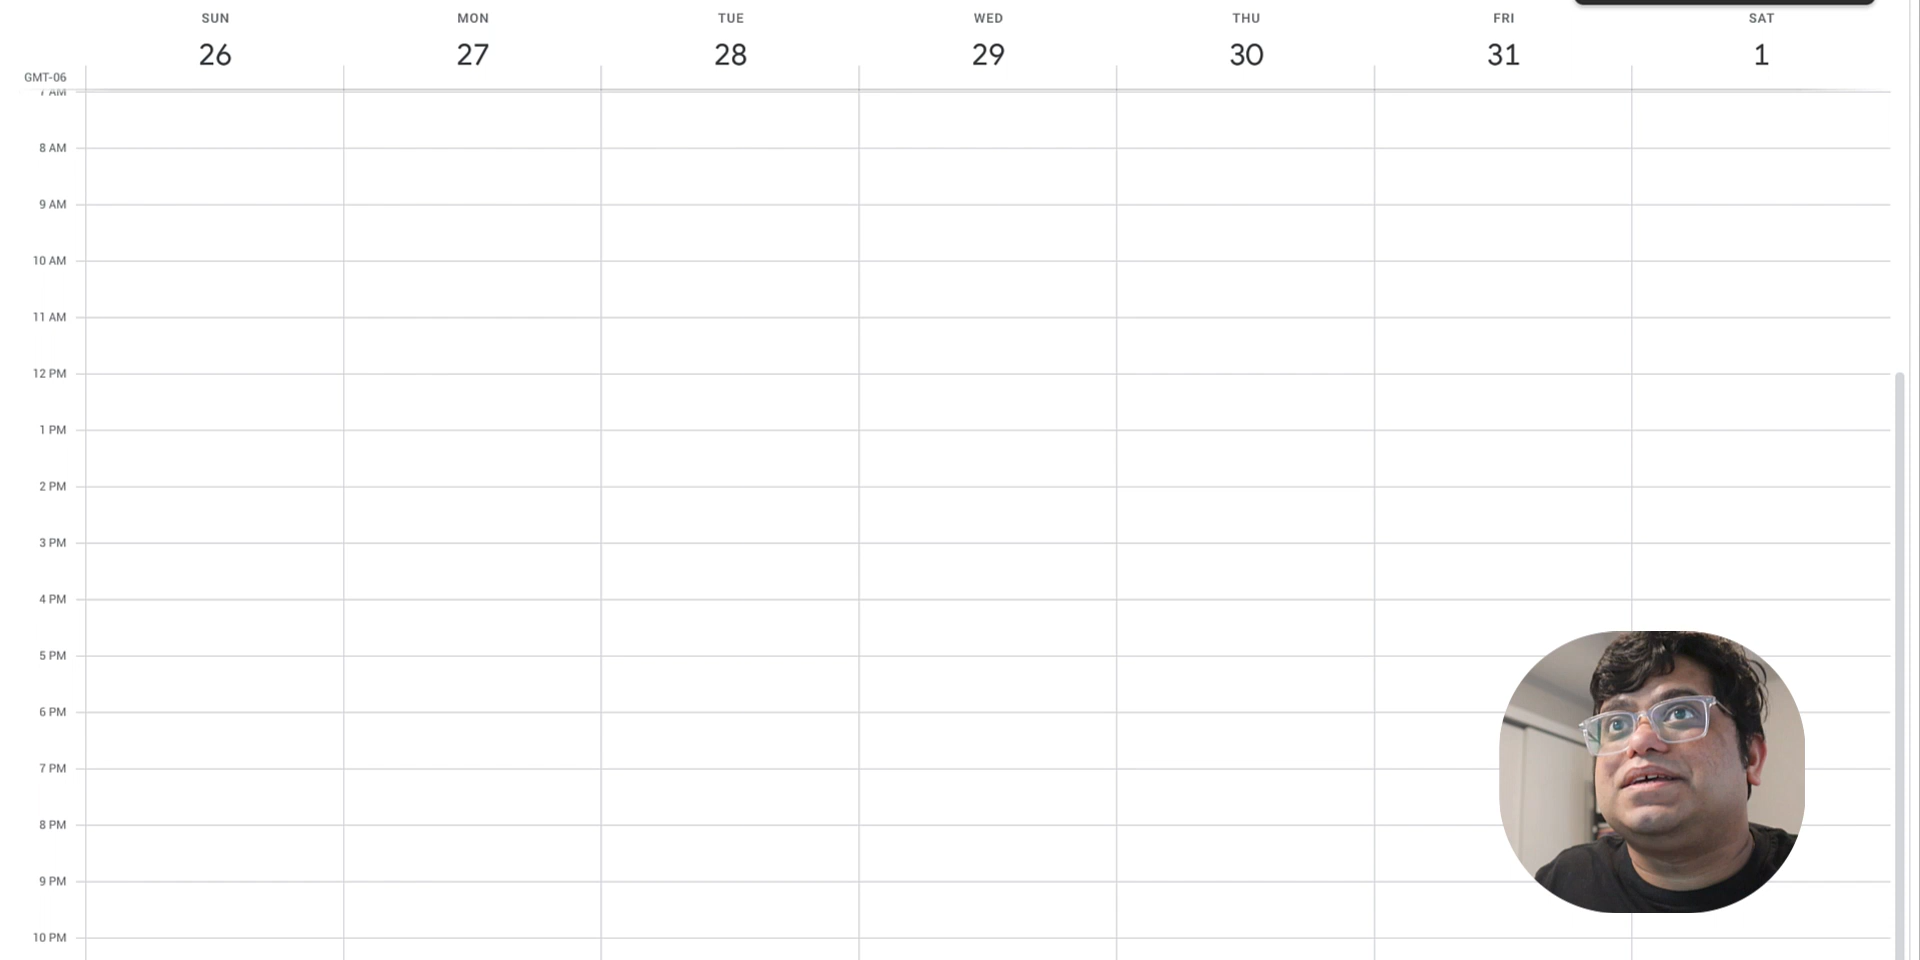 SUN MON TUE WED THU FRI SAT
26 27 28 29 30 31 1
GMT-06
7 AM
8 AM
9 AM
10 AM
11 AM
12 PM
1 PM
2 PM
3 PM
4 PM
5 PM
6 PM
7 PM
8 PM
9 PM
10 PM